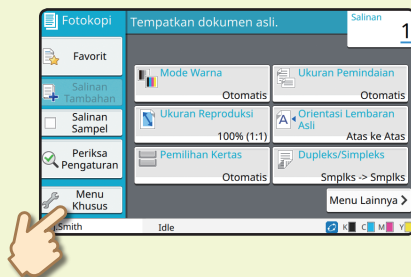 Fotokopi
Tempatkan dokumen asli.
Salinan
1
Favorit
Salinan
Tambahan
Salinan
Sampel
Periksa
Pengaturan
Menu
Khusus
Mode Warna
Otomatis
Ukuran Pemindaian
Otomatis
Ukuran Reproduksi
100% (1:1)
Orientasi Lembaran
Asli
Atas ke Atas
Pemilihan Kertas
Otomatis
Dupleks/Simpleks
Smplks -> Smplks
Menu Lainnya
Smith
Idle
K C M Y